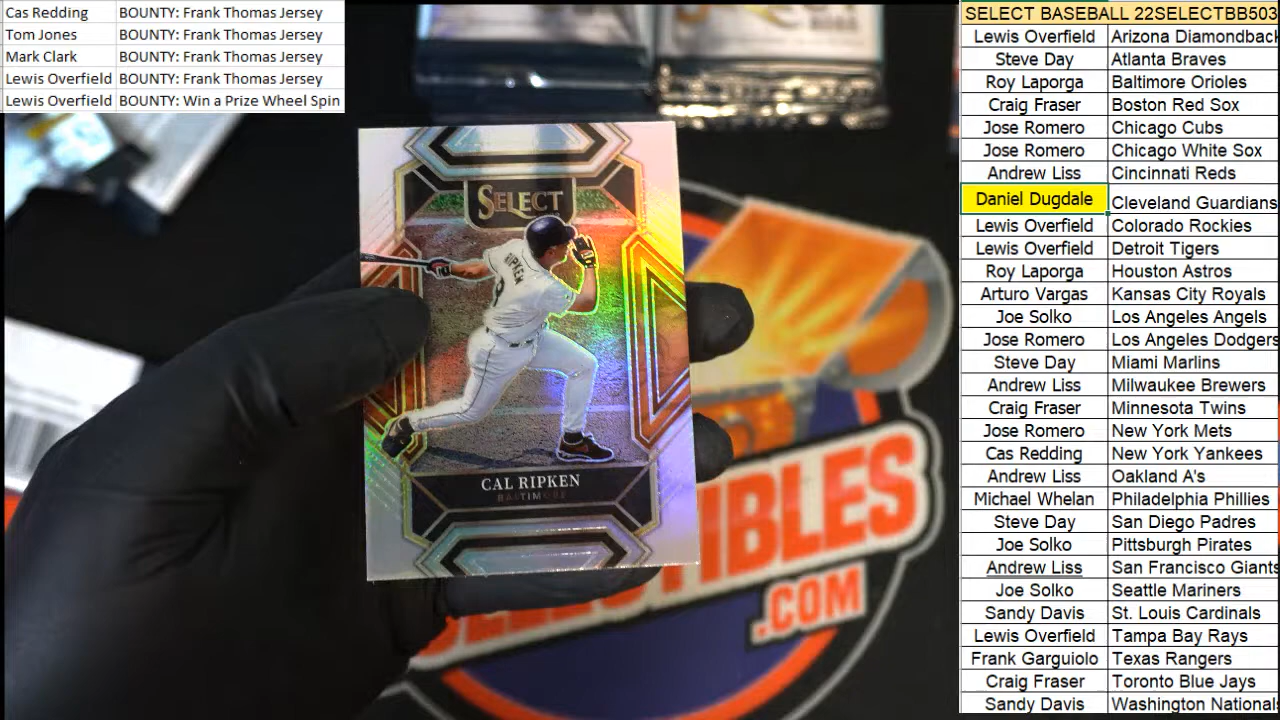 Cas Redding BOUNTY: Frank Thomas Jersey
Tom Jones BOUNTY: Frank Thomas Jersey
Mark Clark BOUNTY: Frank Thomas Jersey
Lewis Overfield BOUNTY: Frank Thomas Jersey
Lewis Overfield BOUNTY: Win a Prize Wheel Spin
SELECT
RIPKEN
CAL RIPKEN
BALTIMORE
.COM
SELECT BASEBALL 22SELECTBB503
Lewis Overfield Arizona Diamondback
Steve Day Atlanta Braves
Roy Laporga Baltimore Orioles
Craig Fraser Boston Red Sox
Jose Romero Chicago Cubs
Jose Romero Chicago White Sox
Andrew Liss Cincinnati Reds
Daniel Dugdale Cleveland Guardians
Lewis Overfield Colorado Rockies
Lewis Overfield Detroit Tigers
Roy Laporga Houston Astros
Arturo Vargas Kansas City Royals
Joe Solko Los Angeles Angels
Jose Romero Los Angeles Dodgers
Steve Day Miami Marlins
Andrew Liss Milwaukee Brewers
Craig Fraser Minnesota Twins
Jose Romero New York Mets
Cas Redding New York Yankees
Andrew Liss Oakland A's
Michael Whelan Philadelphia Phillies
Steve Day San Diego Padres
Joe Solko Pittsburgh Pirates
Andrew Liss San Francisco Giants
Joe Solko Seattle Mariners
Sandy Davis St. Louis Cardinals
Lewis Overfield Tampa Bay Rays
Frank Garguiolo Texas Rangers
Craig Fraser Toronto Blue Jays
Sandy Davis Washington National